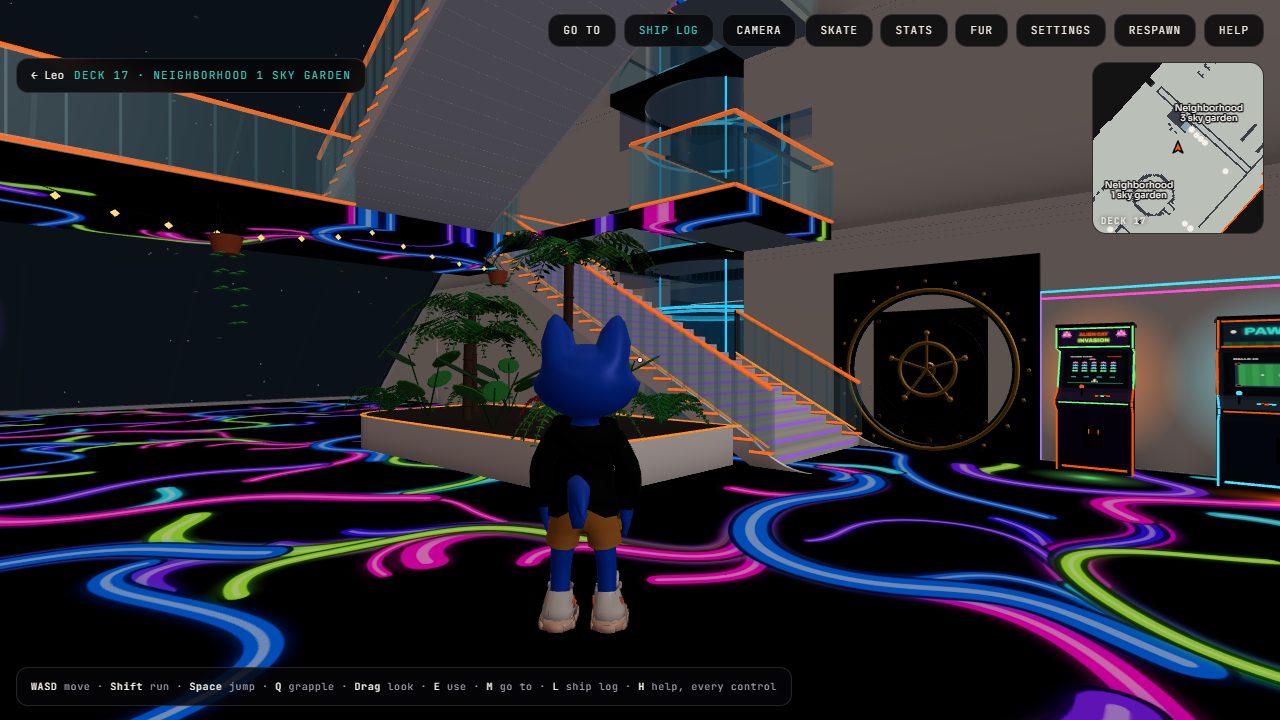 GO TO
SHIP LOG
CAMERA
SKATE
STATS
FUR
SETTINGS
RESPAWN
HELP
← Leo DECK 17 · NEIGHBORHOOD 1 SKY GARDEN
Neighborhood
3 sky garden
Neighborhood
1 sky garden
DECK 17
ALIEN CAT
INVASION
PAW
WASD move · Shift run · Space jump · Q grapple · Drag look · E use · M go to · L ship log · H help, every control